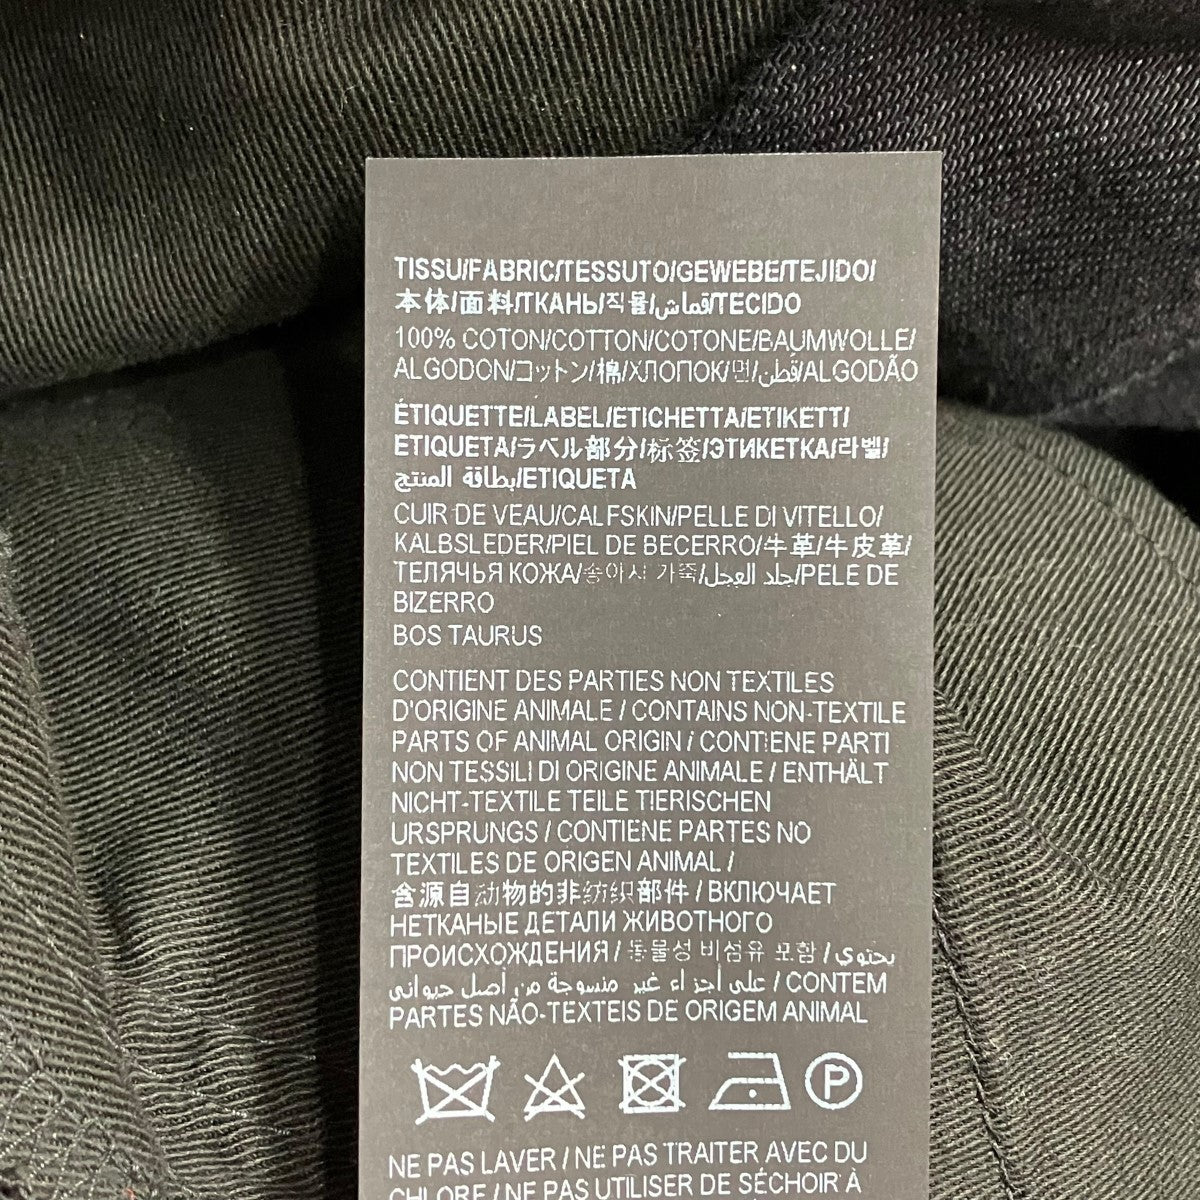 TISSU/FABRIC/TESSUTO/GEWEBE/TEJIDO/
本体/面料/ТКАНЬ/직물/قماش/TECIDO
100% COTON/COTTON/COTONE/BAUMWOLLE/
ALGODON/コットン/棉/ХЛОПОК/면/قطن/ALGODÃO
ÉTIQUETTE/LABEL/ETICHETTA/ETIKETT/
ETIQUETA/ラベル部分/标签/ЭТИКЕТКА/라벨/
بطاقة المنتج/ETIQUETA
CUIR DE VEAU/CALFSKIN/PELLE DI VITELLO/
KALBSLEDER/PIEL DE BECERRO/牛革/牛皮革/
ТЕЛЯЧЬЯ КОЖА/송아지 가죽/جلد العجل/PELE DE
BIZERRO
BOS TAURUS
CONTIENT DES PARTIES NON TEXTILES
D'ORIGINE ANIMALE / CONTAINS NON-TEXTILE
PARTS OF ANIMAL ORIGIN / CONTIENE PARTI
NON TESSILI DI ORIGINE ANIMALE / ENTHÄLT
NICHT-TEXTILE TEILE TIERISCHEN
URSPRUNGS / CONTIENE PARTES NO
TEXTILES DE ORIGEN ANIMAL /
含源自动物的非纺织部件 / ВКЛЮЧАЕТ
НЕТКАНЫЕ ДЕТАЛИ ЖИВОТНОГО
ПРОИСХОЖДЕНИЯ / 동물성 비섬유 포함 / يحتوي
على أجزاء غير منسوجة من أصل حيواني / CONTEM
PARTES NÃO-TEXTEIS DE ORIGEM ANIMAL
P
NE PAS LAVER / NE PAS TRAITER AVEC DU
CHLORE / NE PAS UTILISER DE SÉCHOIR À